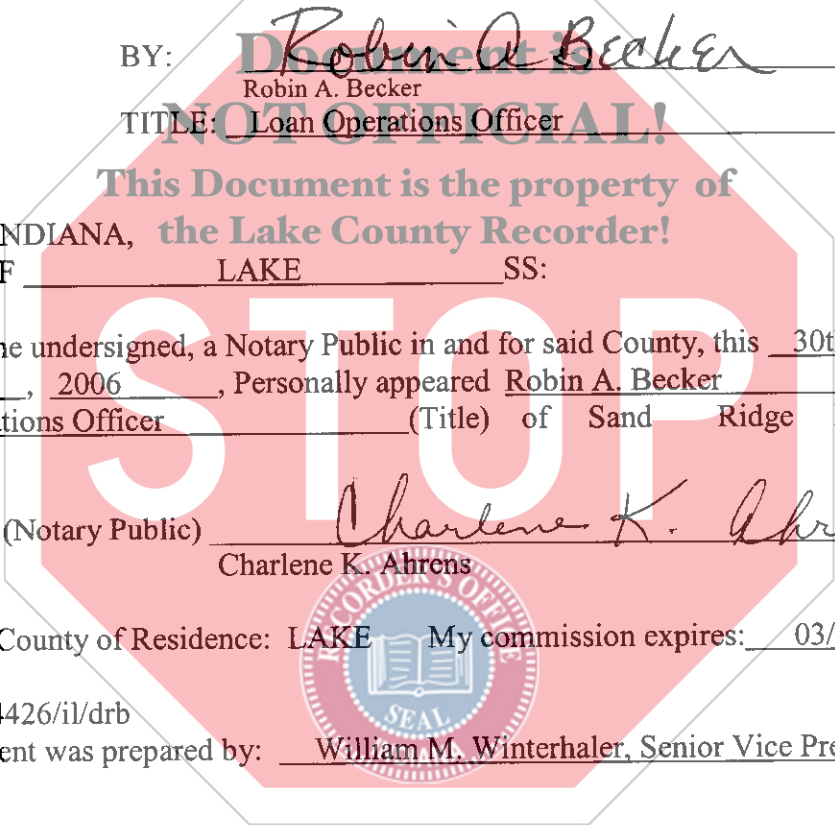 BY: Robin A Becker
Document is
Robin A. Becker
NOT OFFICIAL!
TITLE: Loan Operations Officer
This Document is the property of
the Lake County Recorder!
NDIANA,
F LAKE SS:
STOP
ne undersigned, a Notary Public in and for said County, this 30t
, 2006, Personally appeared Robin A. Becker
tions Officer (Title) of Sand Ridge
(Notary Public) Charlene K. Ahr
Charlene K. Ahrens
RECORDER'S OFFICE
County of Residence: LAKE My commission expires: 03/
SEAL
4426/il/drb
ent was prepared by: William M. Winterhaler, Senior Vice Pre
INDIANA